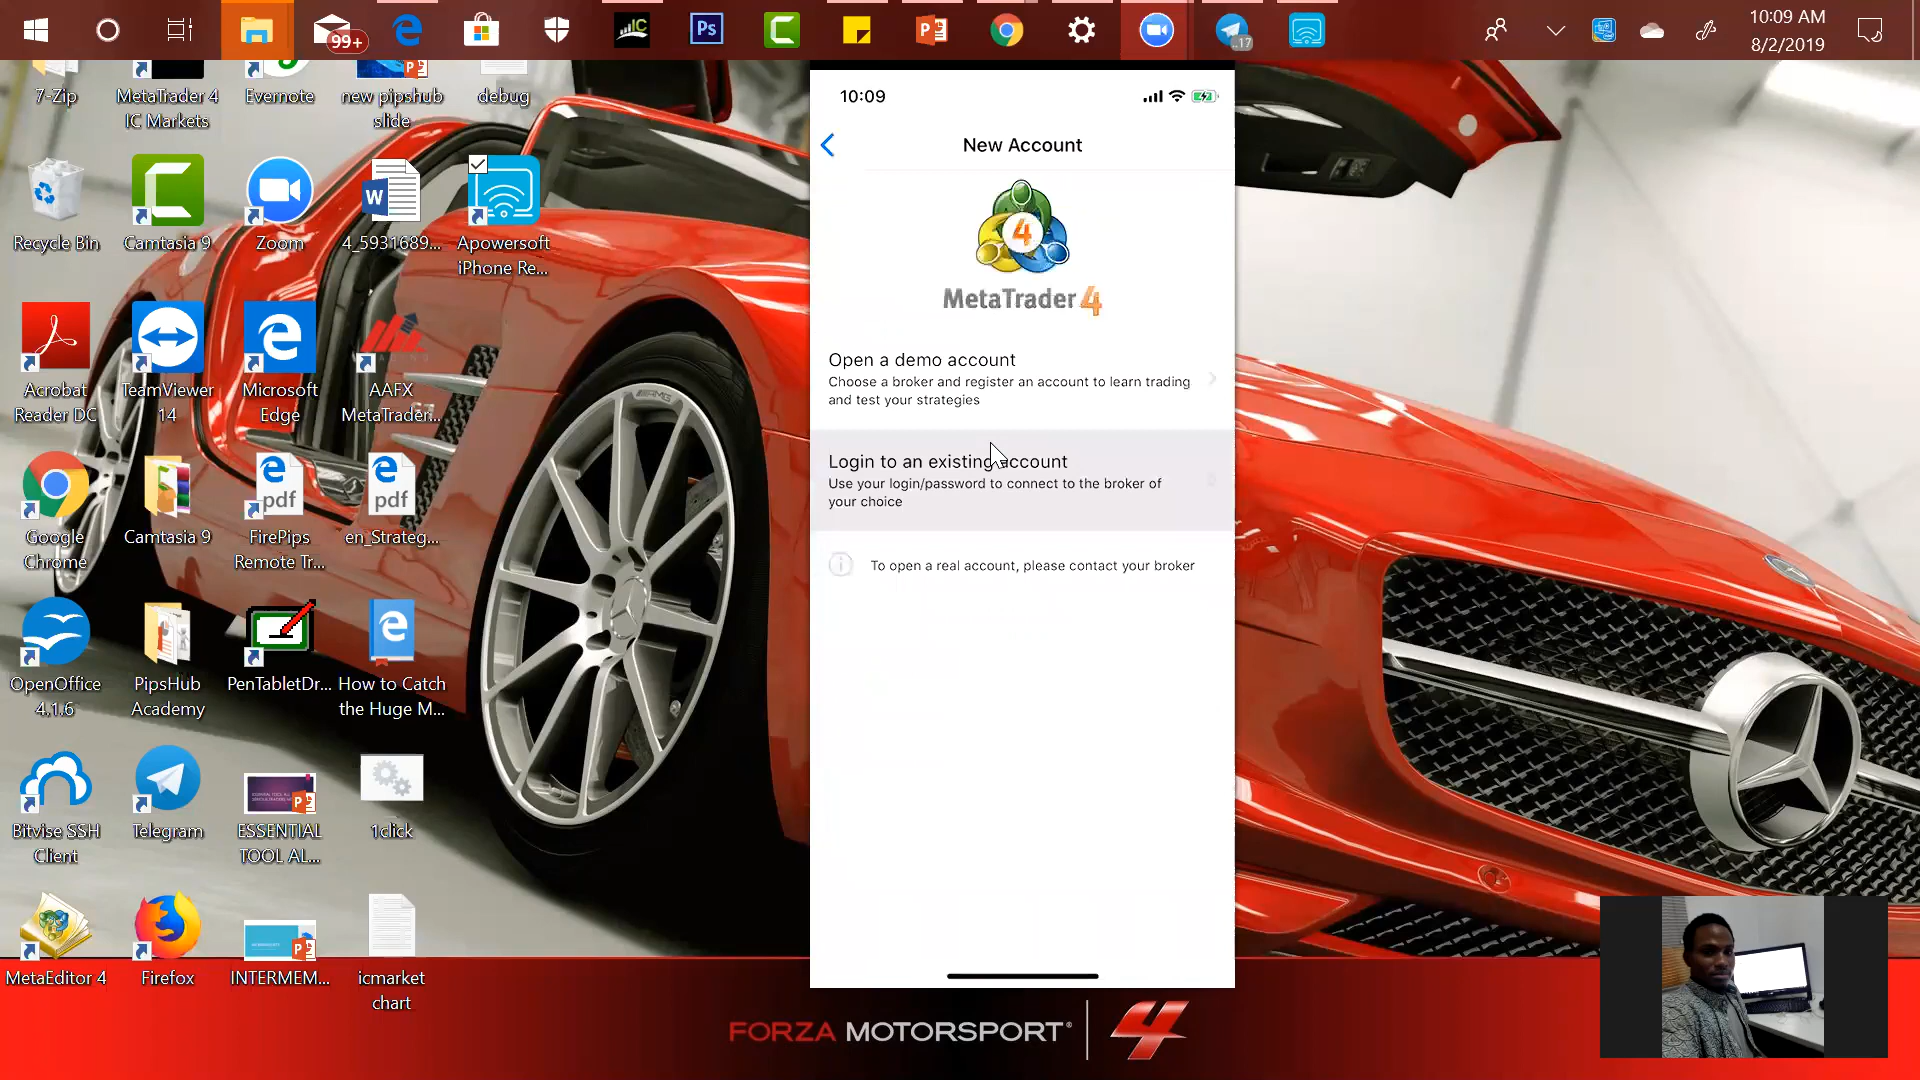 99+
IC
Ps
17
10:09 AM
8/2/2019
7-Zip
MetaTrader 4
IC Markets
Evernote
new pipshub
slide
debug
Recycle Bin
Camtasia 9
Zoom
4_5931689...
Apowersoft
iPhone Re...
Acrobat
Reader DC
TeamViewer
14
Microsoft
Edge
AAFX
MetaTrader...
Google
Chrome
Camtasia 9
pdf
FirePips
Remote Tr...
pdf
en_Strateg...
OpenOffice
4.1.6
PipsHub
Academy
PenTabletDr...
How to Catch
the Huge M...
Bitvise SSH
Client
Telegram
ESSENTIAL
TOOL AL...
1click
MetaEditor 4
Firefox
INTERMEM...
icmarket
chart
10:09
New Account
4
MetaTrader 4
Open a demo account
Choose a broker and register an account to learn trading
and test your strategies
Login to an existing account
Use your login/password to connect to the broker of
your choice
To open a real account, please contact your broker
FORZA MOTORSPORT 4